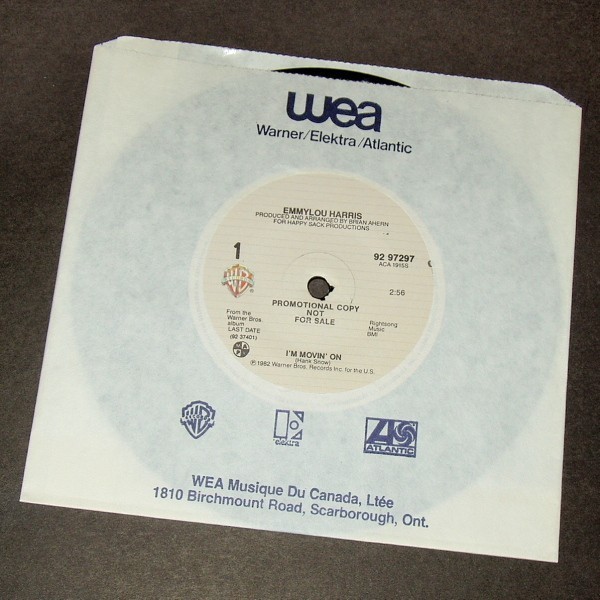 wea
Warner/Elektra/Atlantic
EMMYLOU HARRIS
PRODUCED AND ARRANGED BY BRIAN AHERN
FOR HAPPY SACK PRODUCTIONS
1
92 97297
ACA 1915S
2:56
PROMOTIONAL COPY
NOT
FOR SALE
From the
Warner Bros.
album
LAST DATE
(92 37401)
Rightsong
Music
BMI
I'M MOVIN' ON
(Hank Snow)
℗ 1982 Warner Bros. Records Inc. for the U.S.
elektra
ATLANTIC
WEA Musique Du Canada, Ltée
1810 Birchmount Road, Scarborough, Ont.